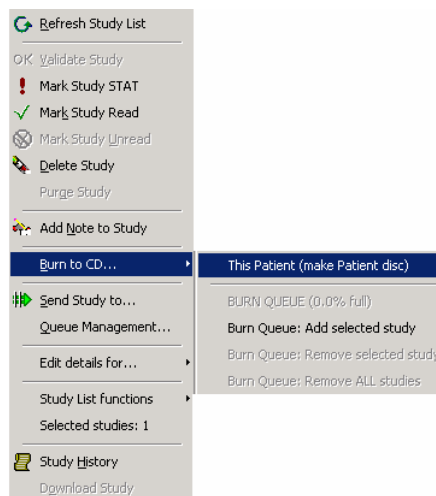 Refresh Study List
OK Validate Study
Mark Study STAT
Mark Study Read
Mark Study Unread
Delete Study
Purge Study
Add Note to Study
Burn to CD...
This Patient (make Patient disc)
BURN QUEUE (0.0% full)
Burn Queue: Add selected study
Burn Queue: Remove selected study
Burn Queue: Remove ALL studies
Send Study to...
Queue Management...
Edit details for...
Study List functions
Selected studies: 1
Study History
Download Study